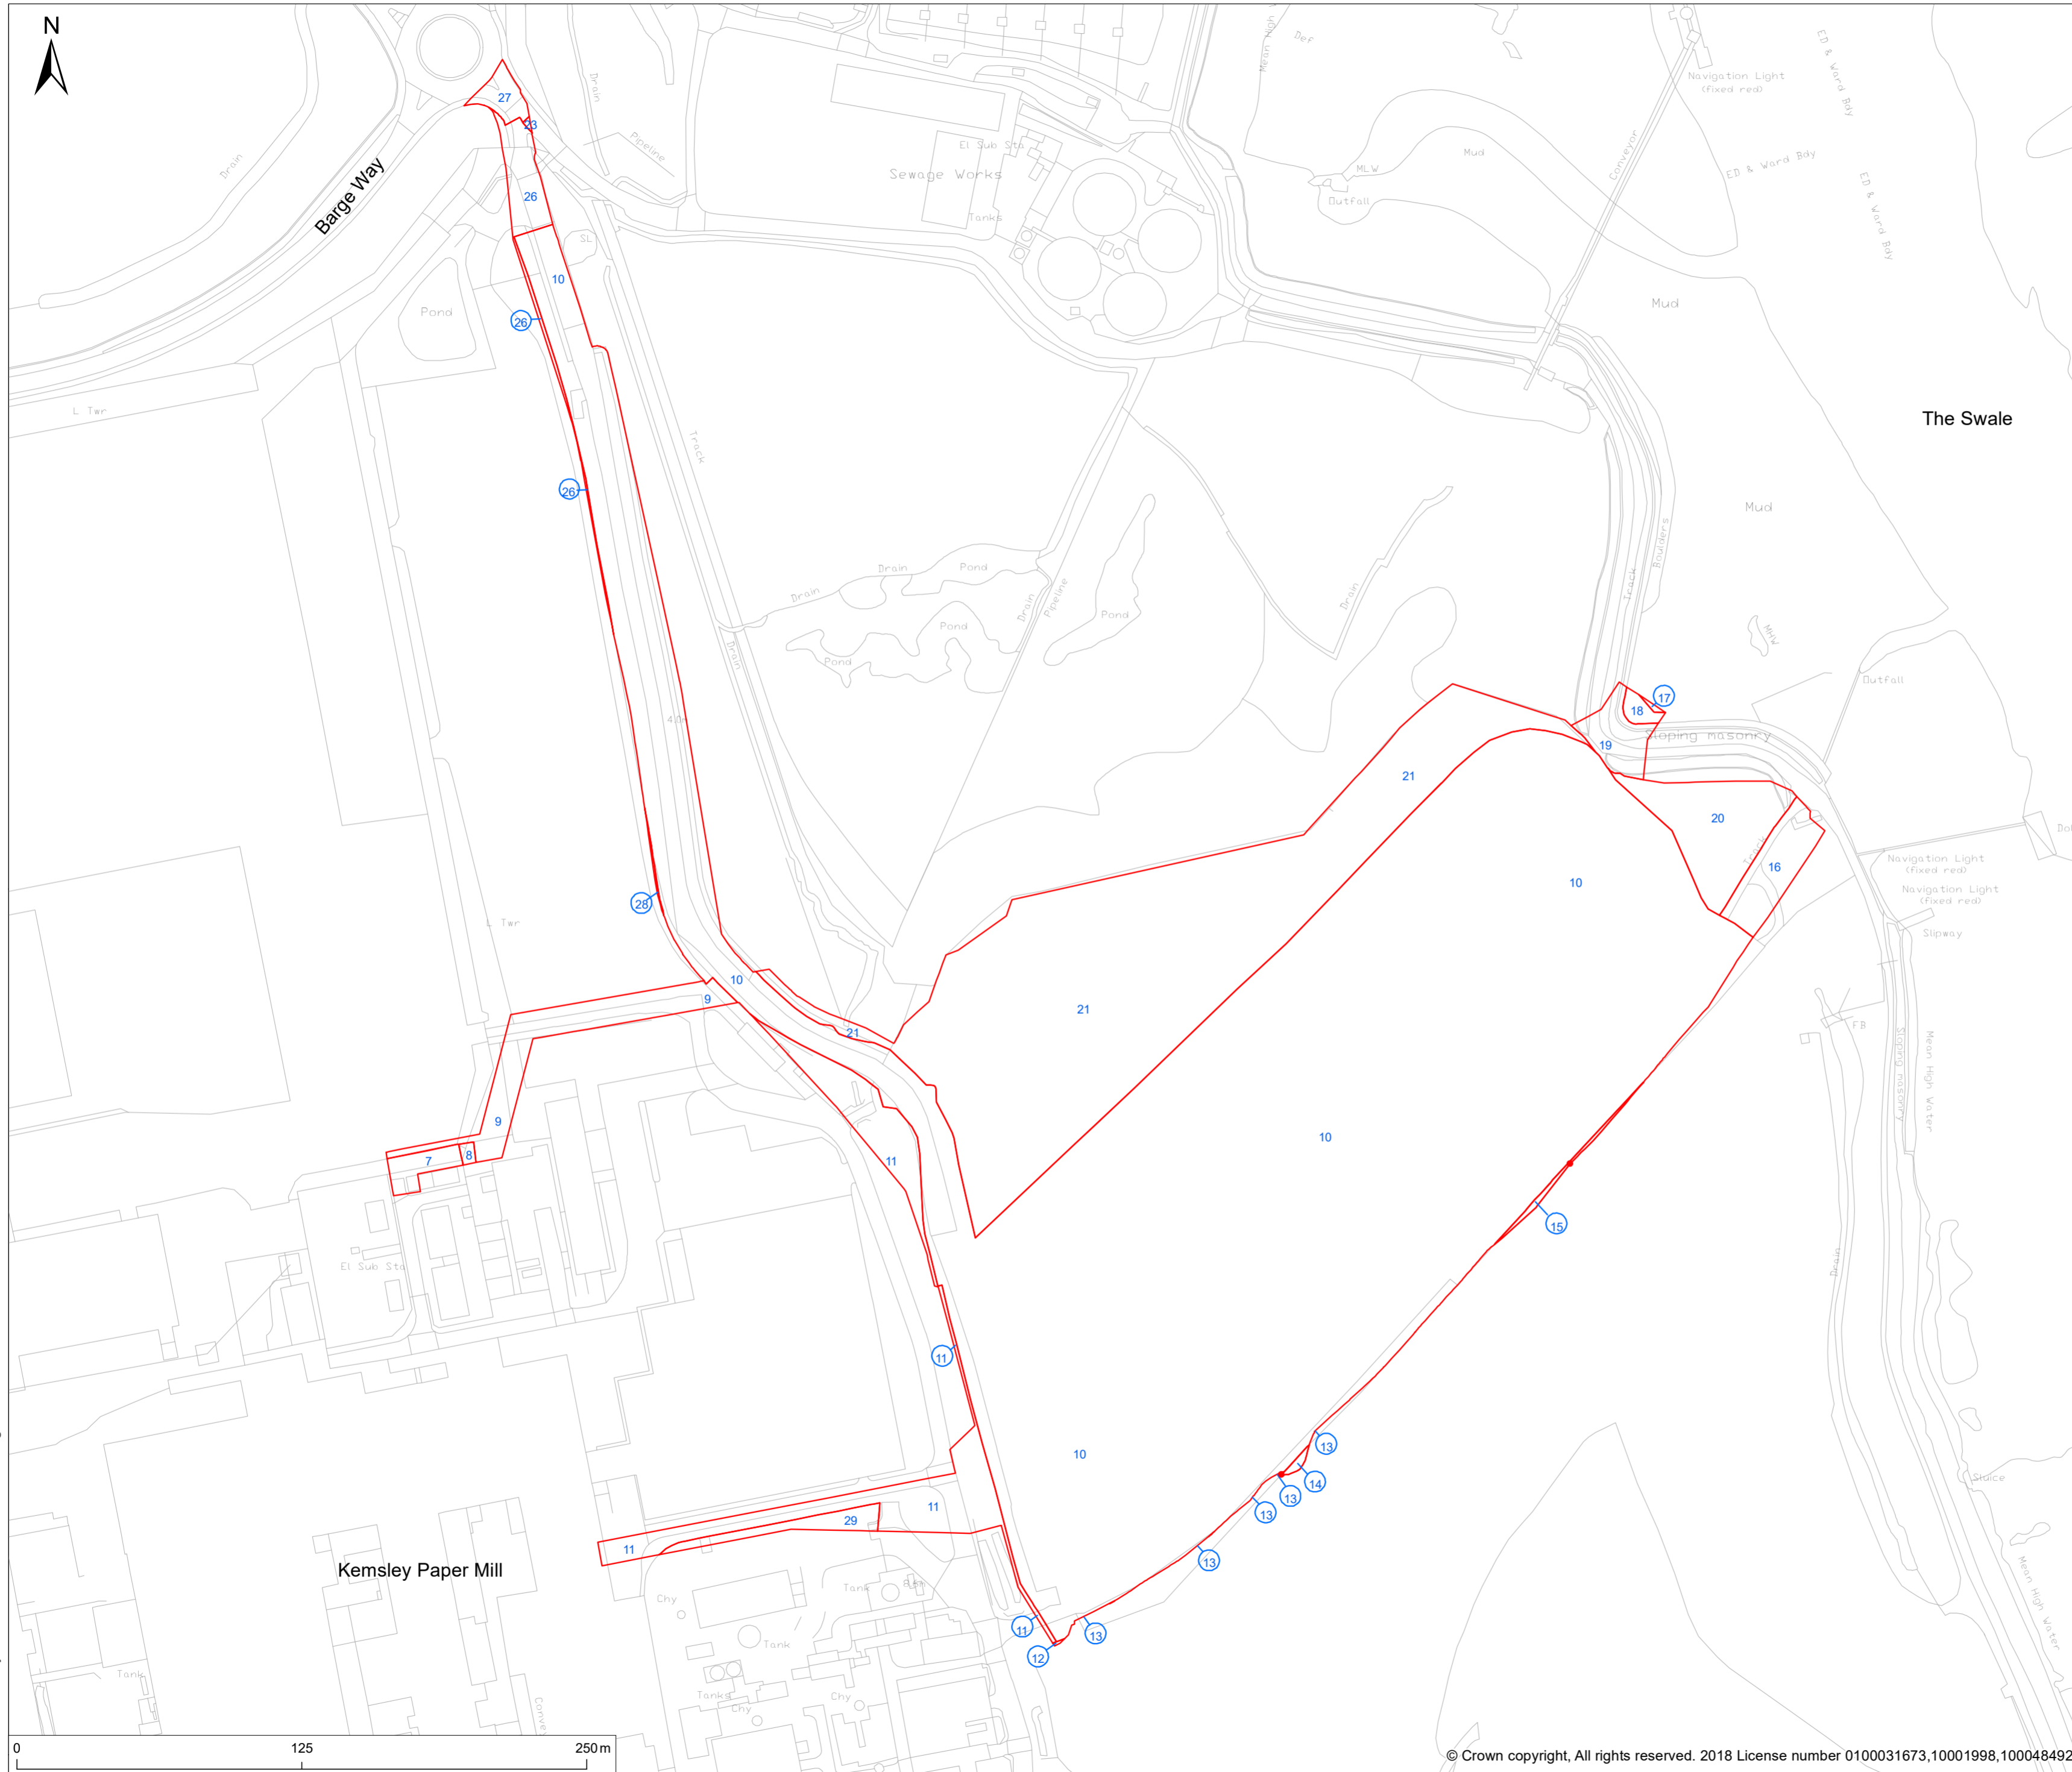 N
27
23
26
10
26
26
Barge Way
Drain
Drain
Pipeline
SL
Pond
L Twr
Track
Sewage Works
El Sub Sta
Tanks
Def
MLW
Mud
Outfall
Conveyor
Navigation Light
(fixed red)
ED & Ward Bdy
ED & Ward Bdy
ED & Ward Bdy
Mud
The Swale
Mud
Boulders
Track
MHW
Outfall
Drain
Drain
Pond
Drain
Pipeline
Pond
Pond
Pond
Drain
Drain
17
18
19
Sloping masonry
20
16
Track
21
10
21
Navigation Light
(fixed red)
Navigation Light
(fixed red)
Slipway
FB
Sloping masonry
Mean High Water
28
L Twr
10
9
21
9
7
8
11
10
El Sub Sta
15
Drain
11
10
13
14
13
13
13
13
Sluice
Mean High Water
11
29
11
Kemsley Paper Mill
Chy
Tank
Tank
11
12
Tanks
Chy
Chy
Tank
0
125
250 m
© Crown copyright, All rights reserved. 2018 License number 0100031673,10001998,100048492